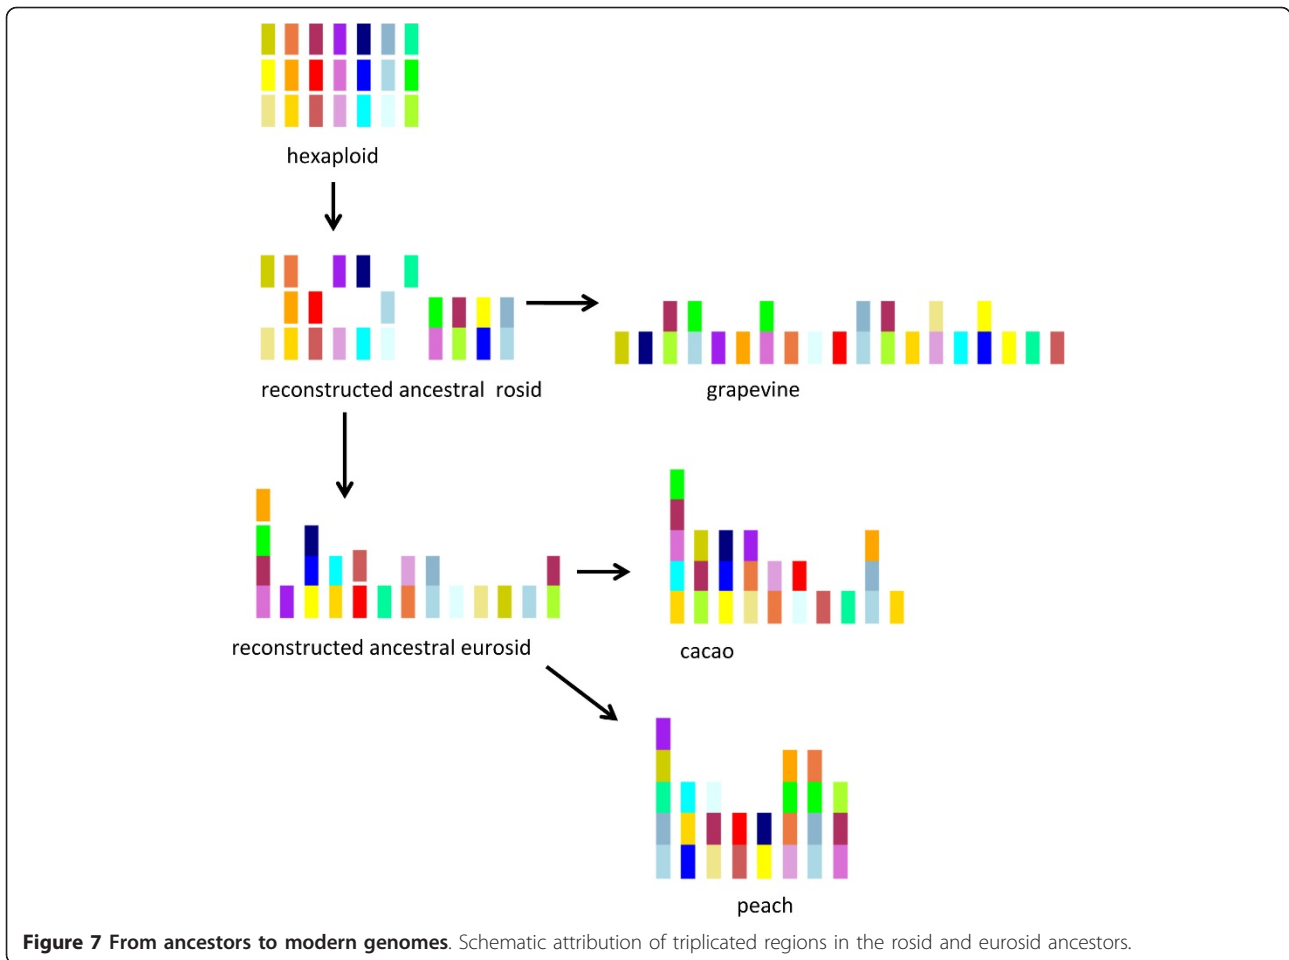 hexaploid
reconstructed ancestral rosid
grapevine
reconstructed ancestral eurosid
cacao
peach
Figure 7 From ancestors to modern genomes. Schematic attribution of triplicated regions in the rosid and eurosid ancestors.